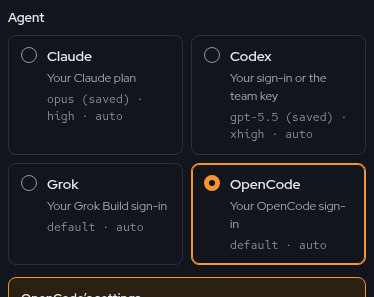 Agent
Claude
Your Claude plan
opus (saved) ·
high · auto
Codex
Your sign-in or the
team key
gpt-5.5 (saved) ·
xhigh · auto
Grok
Your Grok Build sign-in
default · auto
OpenCode
Your OpenCode sign-
in
default · auto
OpenCode's settings